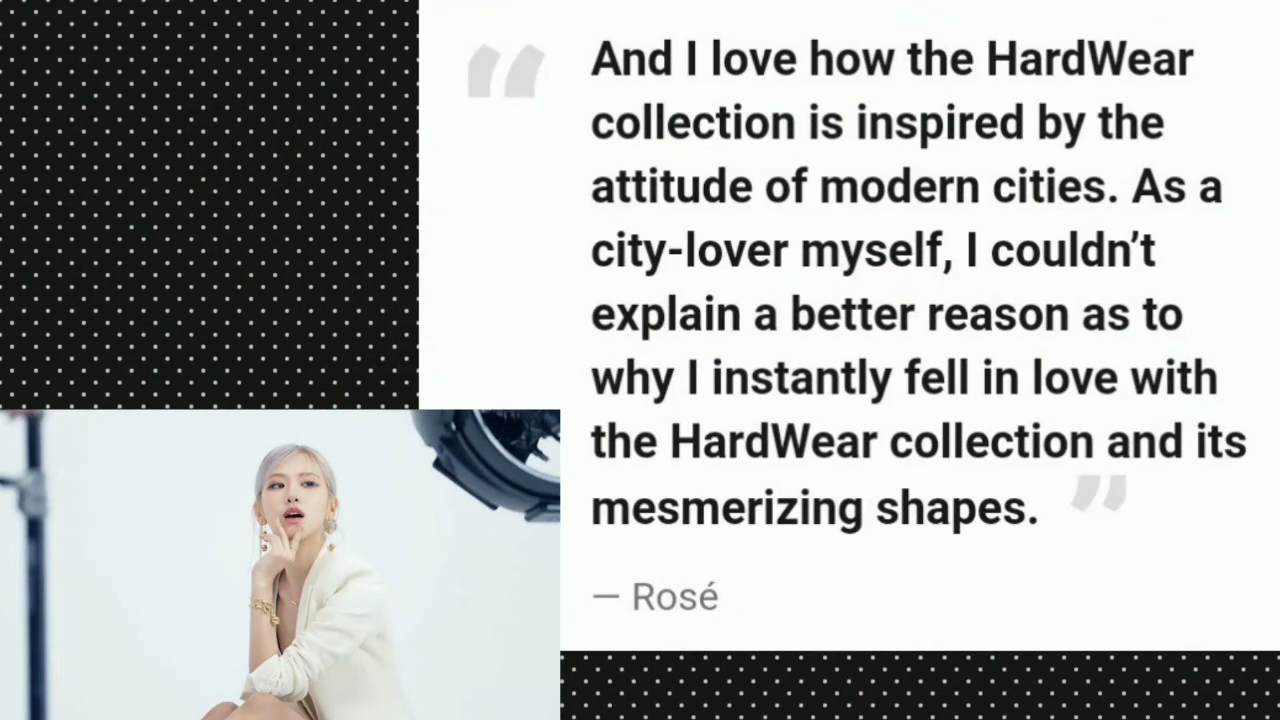 “
And I love how the HardWear
collection is inspired by the
attitude of modern cities. As a
city-lover myself, I couldn’t
explain a better reason as to
why I instantly fell in love with
the HardWear collection and its
mesmerizing shapes. ”
— Rosé